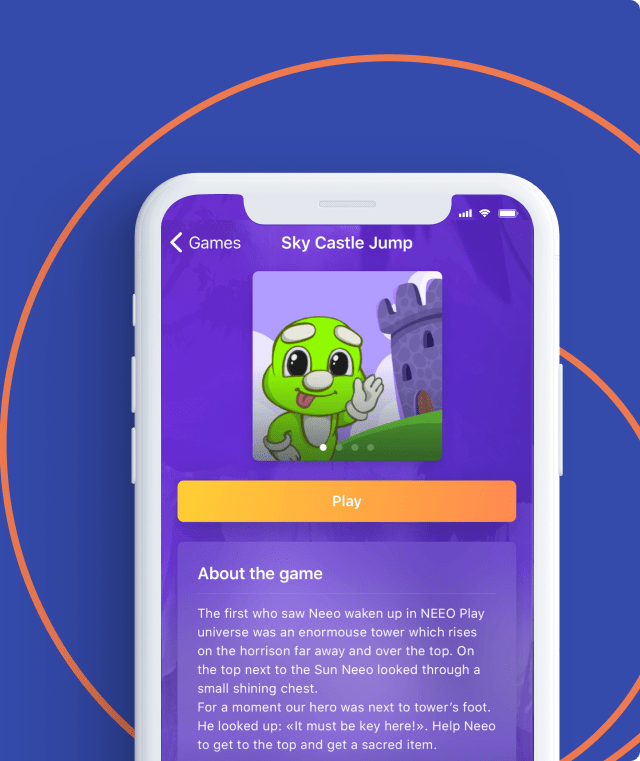 Games
Sky Castle Jump
Play
About the game
The first who saw Neeo waken up in NEEO Play
universe was an enormouse tower which rises
on the horrison far away and over the top. On
the top next to the Sun Neeo looked through a
small shining chest.
For a moment our hero was next to tower’s foot.
He looked up: «It must be key here!». Help Neeo
to get to the top and get a sacred item.